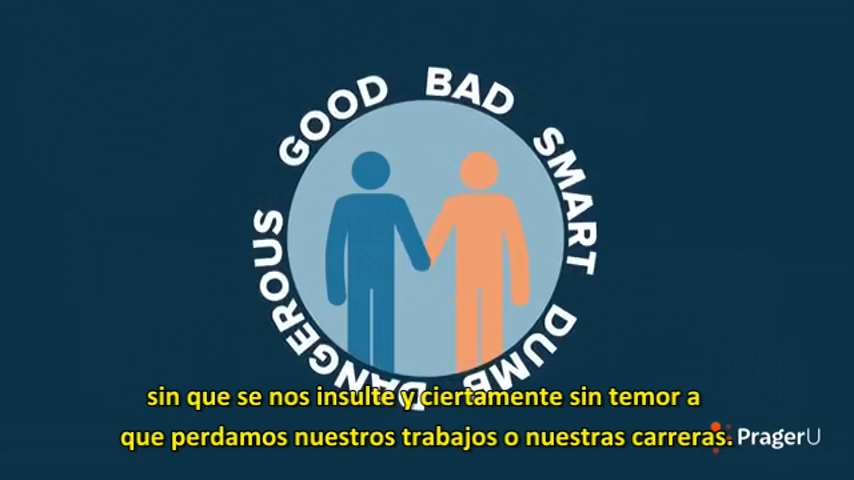 GOOD BAD SMART DUMB DANGEROUS
sin que se nos insulte y ciertamente sin temor a
que perdamos nuestros trabajos o nuestras carreras.
PragerU